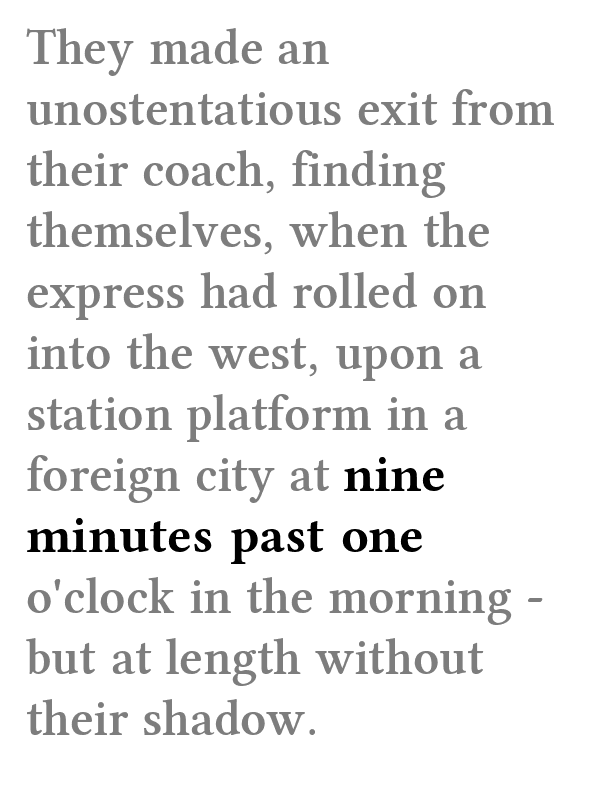 They made an
unostentatious exit from
their coach, finding
themselves, when the
express had rolled on
into the west, upon a
station platform in a
foreign city at nine
minutes past one
o'clock in the morning -
but at length without
their shadow.